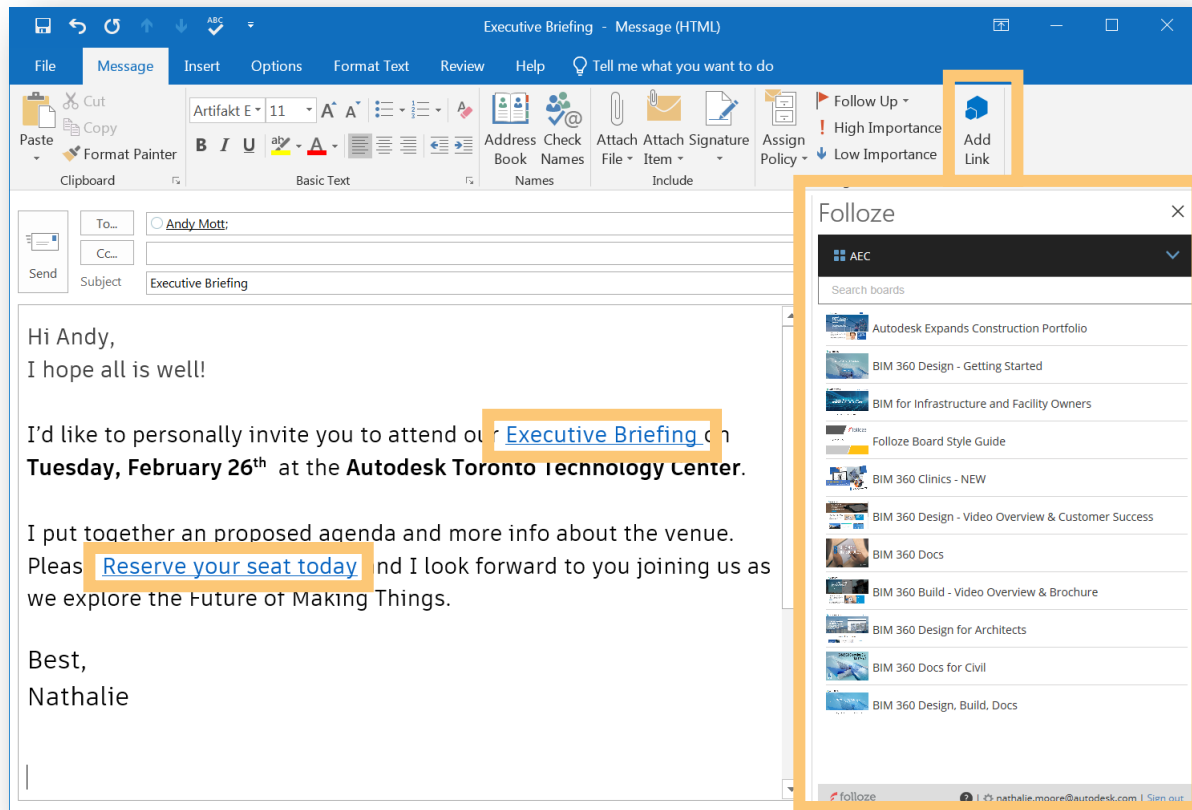 ABC
Executive Briefing - Message (HTML)
File Message Insert Options Format Text Review Help Tell me what you want to do
Paste
Cut
Copy
Format Painter
Clipboard
Artifakt E 11
B I U
Basic Text
Address Book
Check Names
Names
Attach File
Attach Item
Signature
Include
Assign Policy
Follow Up
High Importance
Low Importance
Add Link
Send
To...
Andy Mott;
Cc...
Subject
Executive Briefing
Hi Andy,
I hope all is well!
I'd like to personally invite you to attend our Executive Briefing on
Tuesday, February 26th at the Autodesk Toronto Technology Center.
I put together an proposed agenda and more info about the venue.
Pleas Reserve your seat today nd I look forward to you joining us as
we explore the Future of Making Things.
Best,
Nathalie
Folloze
AEC
Search boards
Autodesk Expands Construction Portfolio
BIM 360 Design - Getting Started
BIM for Infrastructure and Facility Owners
Folloze Board Style Guide
BIM 360 Clinics - NEW
BIM 360 Design - Video Overview & Customer Success
BIM 360 Docs
BIM 360 Build - Video Overview & Brochure
BIM 360 Design for Architects
BIM 360 Docs for Civil
BIM 360 Design, Build, Docs
folloze ? | nathalie.moore@autodesk.com | Sign out